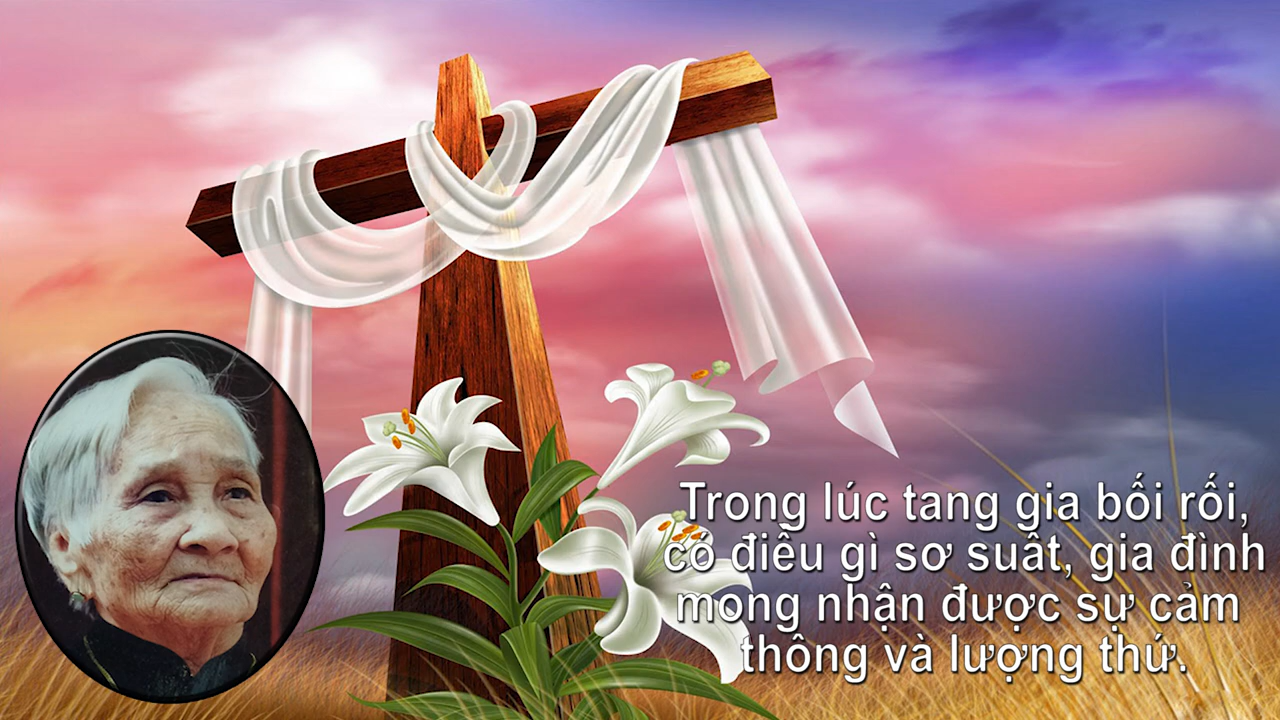 Trong lúc tang gia bối rối,
có điều gì sơ suất, gia đình
mong nhận được sự cảm
thông và lượng thứ.